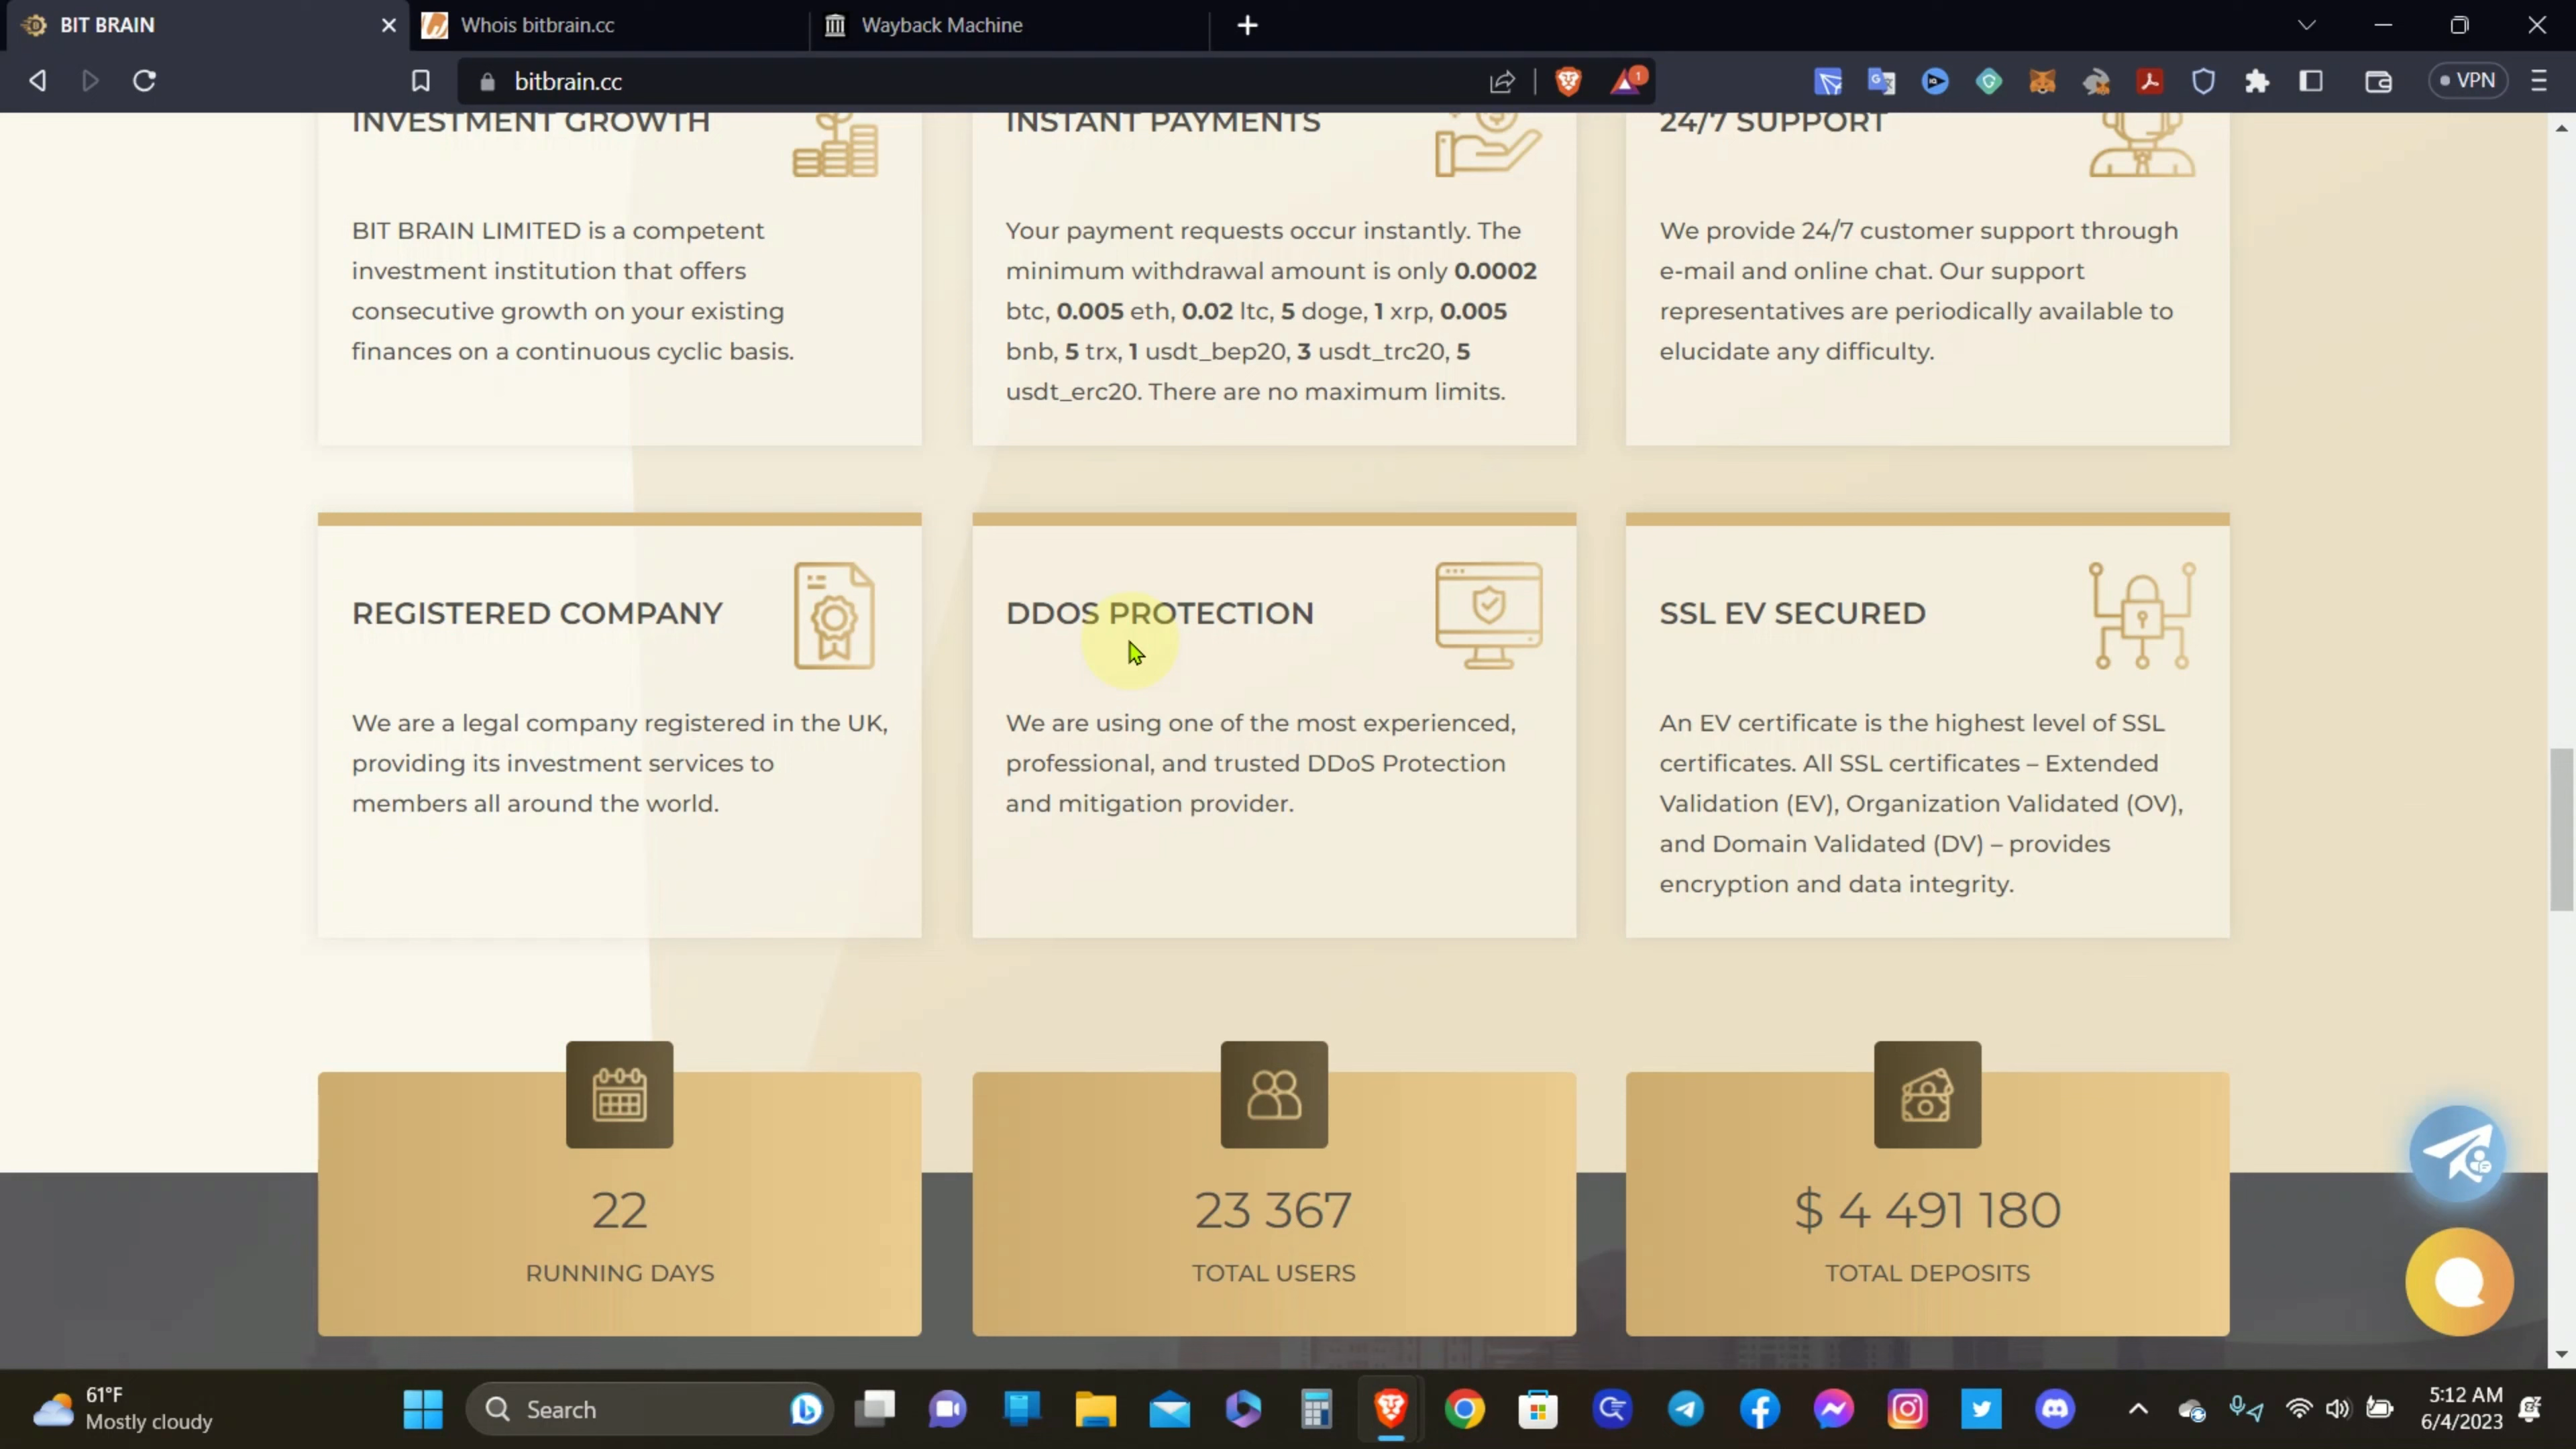 BIT BRAIN
Whois bitbrain.cc
Wayback Machine
bitbrain.cc
1
VPN
INVESTMENT GROWTH
BIT BRAIN LIMITED is a competent
investment institution that offers
consecutive growth on your existing
finances on a continuous cyclic basis.
INSTANT PAYMENTS
Your payment requests occur instantly. The
minimum withdrawal amount is only 0.0002
btc, 0.005 eth, 0.02 ltc, 5 doge, 1 xrp, 0.005
bnb, 5 trx, 1 usdt_bep20, 3 usdt_trc20, 5
usdt_erc20. There are no maximum limits.
24/7 SUPPORT
We provide 24/7 customer support through
e-mail and online chat. Our support
representatives are periodically available to
elucidate any difficulty.
REGISTERED COMPANY
We are a legal company registered in the UK,
providing its investment services to
members all around the world.
DDOS PROTECTION
We are using one of the most experienced,
professional, and trusted DDoS Protection
and mitigation provider.
SSL EV SECURED
An EV certificate is the highest level of SSL
certificates. All SSL certificates – Extended
Validation (EV), Organization Validated (OV),
and Domain Validated (DV) – provides
encryption and data integrity.
22
RUNNING DAYS
23 367
TOTAL USERS
$ 4 491 180
TOTAL DEPOSITS
61°F
Mostly cloudy
Search
5:12 AM
6/4/2023